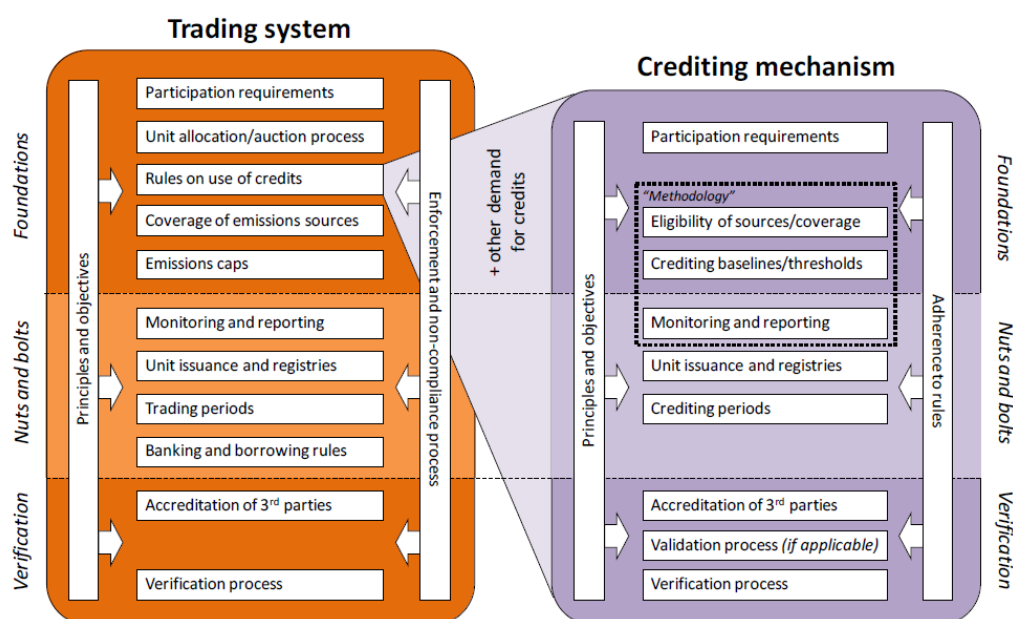 Trading system
Foundations
Nuts and bolts
Verification
Principles and objectives
Participation requirements
Unit allocation/auction process
Rules on use of credits
Coverage of emissions sources
Emissions caps
Monitoring and reporting
Unit issuance and registries
Trading periods
Banking and borrowing rules
Accreditation of 3rd parties
Verification process
Enforcement and non-compliance process
+ other demand
for credits
Crediting mechanism
Principles and objectives
Participation requirements
"Methodology"
Eligibility of sources/coverage
Crediting baselines/thresholds
Monitoring and reporting
Unit issuance and registries
Crediting periods
Accreditation of 3rd parties
Validation process (if applicable)
Verification process
Adherence to rules
Foundations
Nuts and bolts
Verification